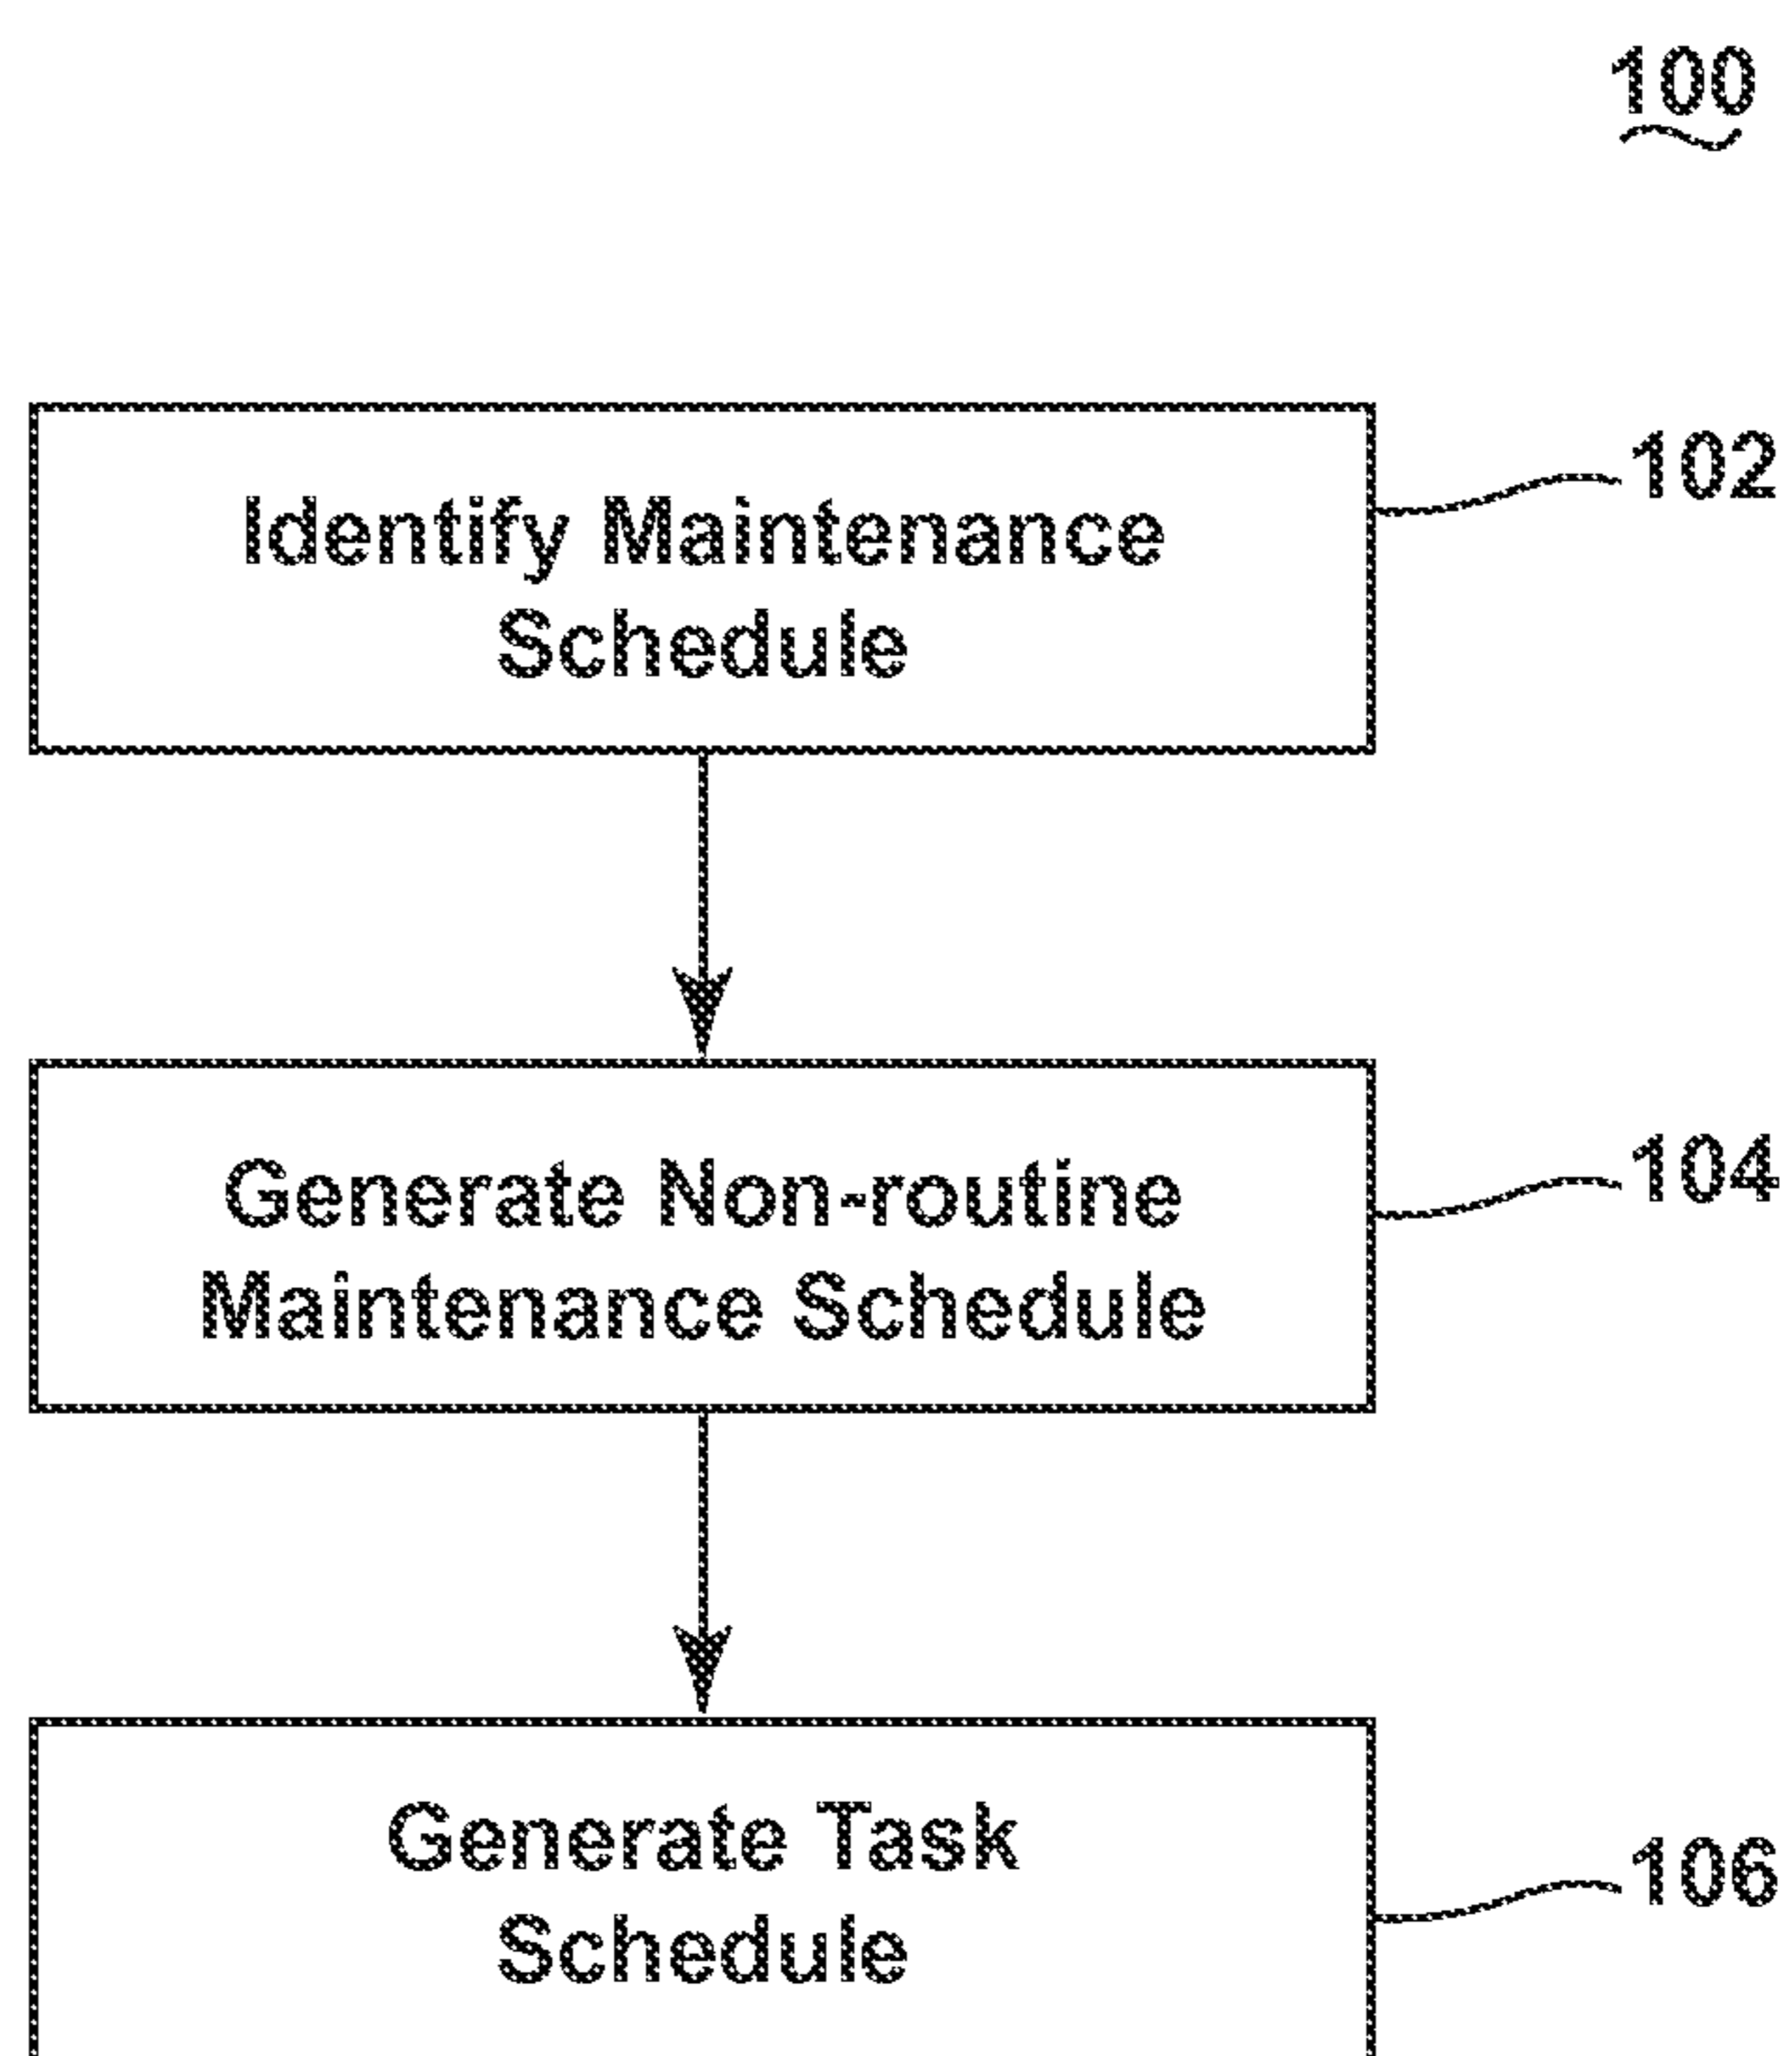 100
Identify Maintenance
Schedule
102
Generate Non-routine
Maintenance Schedule
104
Generate Task
Schedule
106